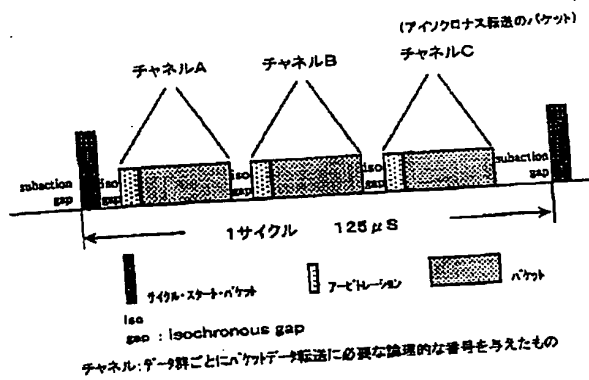 (アイソクロナス転送のパケット)
チャネルA チャネルB チャネルC
subaction gap
iso gap
iso gap
iso gap
subaction gap
1サイクル 125μS
サイクル・スタート・パケット
アービトレーション
パケット
iso gap : isochronous gap
チャネル:データ群ごとにパケットデータ転送に必要な論理的な番号を与えたもの